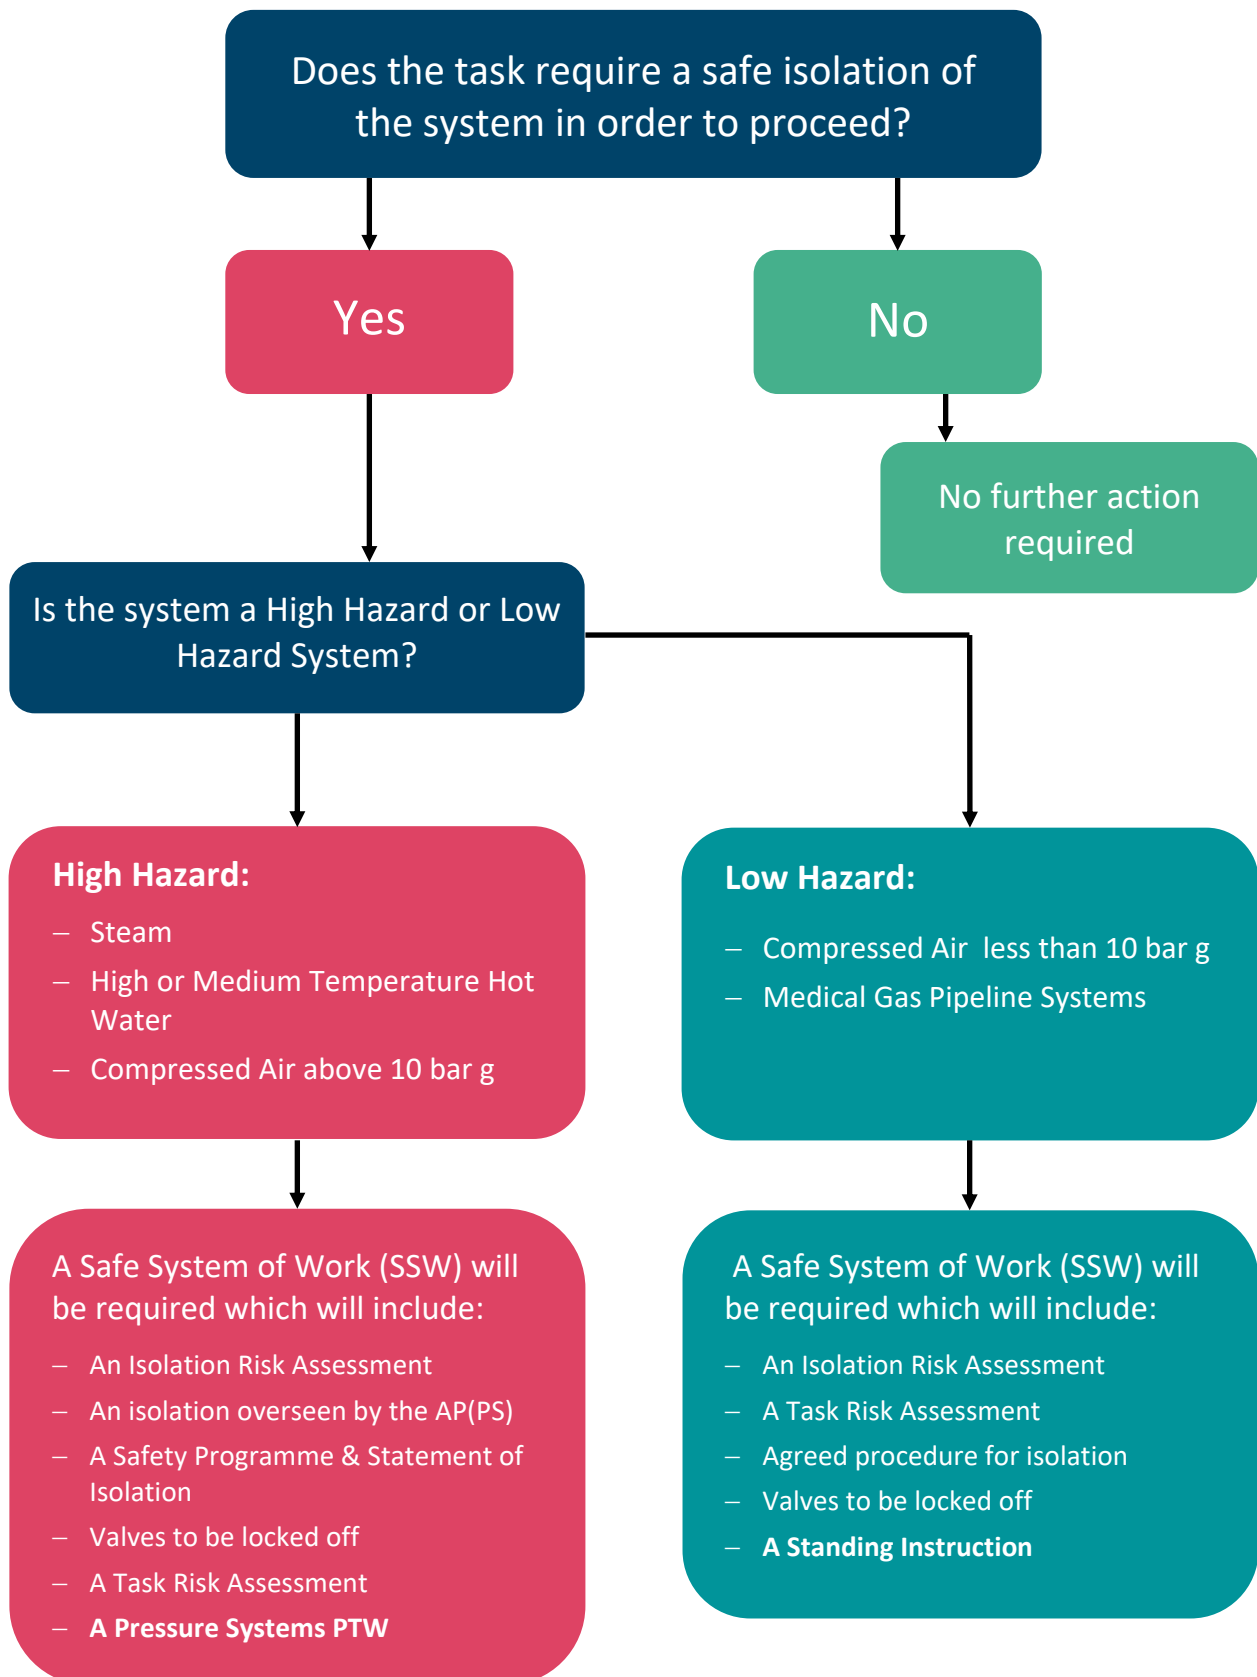 Does the task require a safe isolation of
the system in order to proceed?
Yes
No
No further action
required
Is the system a High Hazard or Low
Hazard System?
High Hazard:
– Steam
– High or Medium Temperature Hot
Water
– Compressed Air above 10 bar g
Low Hazard:
– Compressed Air  less than 10 bar g
– Medical Gas Pipeline Systems
A Safe System of Work (SSW) will
be required which will include:
– An Isolation Risk Assessment
– An isolation overseen by the AP(PS)
– A Safety Programme & Statement of
Isolation
– Valves to be locked off
– A Task Risk Assessment
– A Pressure Systems PTW
A Safe System of Work (SSW) will
be required which will include:
– An Isolation Risk Assessment
– A Task Risk Assessment
– Agreed procedure for isolation
– Valves to be locked off
– A Standing Instruction